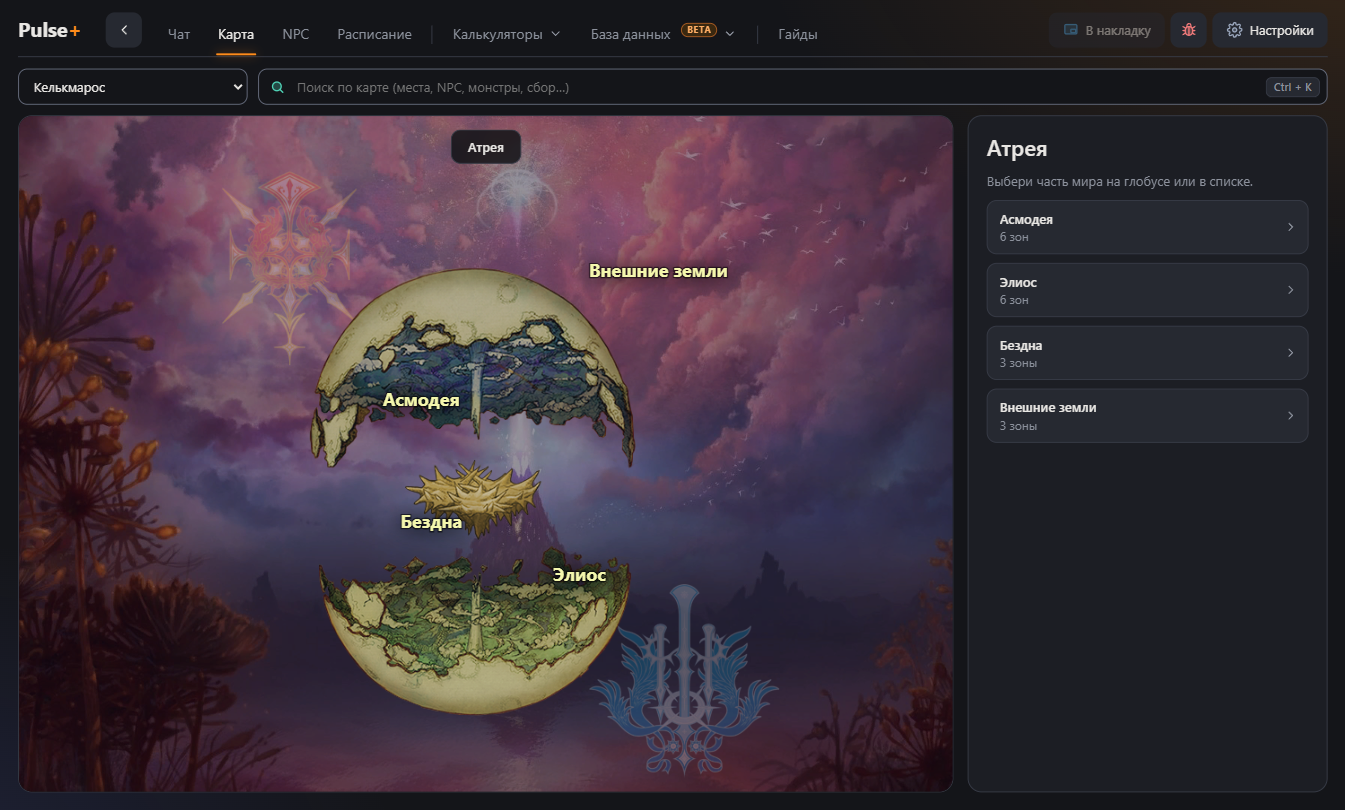 Pulse+
Чат
Карта
NPC
Расписание
Калькуляторы
База данных
BETA
Гайды
В накладку
Настройки
Келькмарос
Поиск по карте (места, NPC, монстры, сбор...)
Ctrl + K
Атрея
Внешние земли
Асмодея
Бездна
Элиос
Атрея
Выбери часть мира на глобусе или в списке.
Асмодея
6 зон
Элиос
6 зон
Бездна
3 зоны
Внешние земли
3 зоны